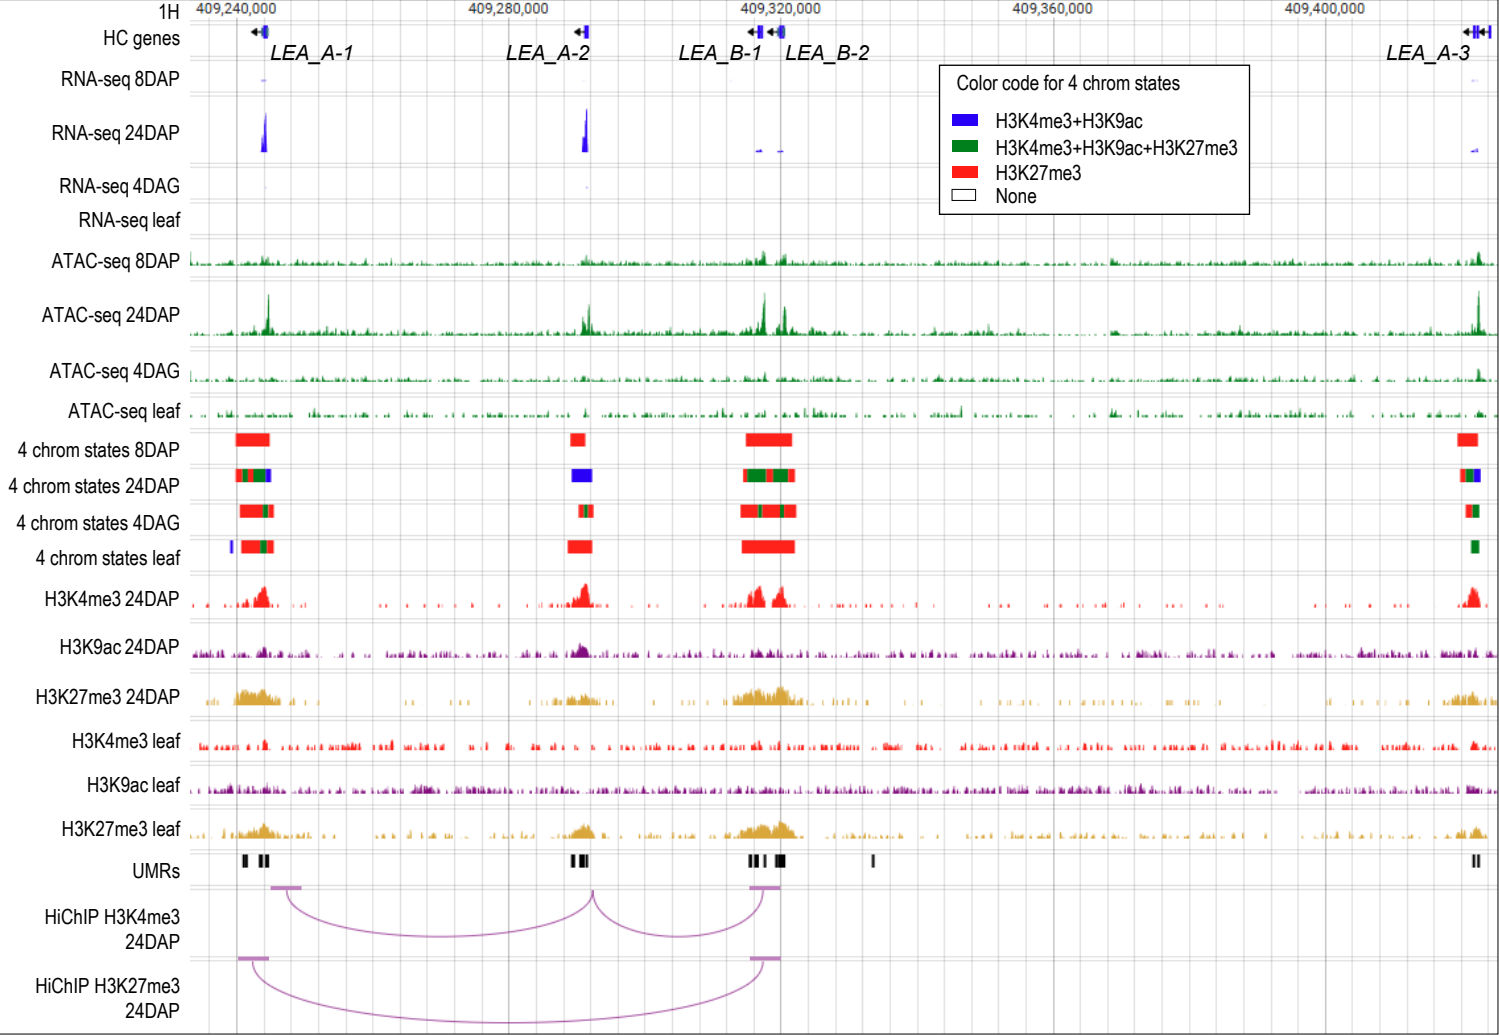 1H 409,240,000 409,280,000 409,320,000 409,360,000 409,400,000
HC genes
LEA_A-1 LEA_A-2 LEA_B-1 LEA_B-2 LEA_A-3
RNA-seq 8DAP
Color code for 4 chrom states
H3K4me3+H3K9ac
H3K4me3+H3K9ac+H3K27me3
H3K27me3
None
RNA-seq 24DAP
RNA-seq 4DAG
RNA-seq leaf
ATAC-seq 8DAP
ATAC-seq 24DAP
ATAC-seq 4DAG
ATAC-seq leaf
4 chrom states 8DAP
4 chrom states 24DAP
4 chrom states 4DAG
4 chrom states leaf
H3K4me3 24DAP
H3K9ac 24DAP
H3K27me3 24DAP
H3K4me3 leaf
H3K9ac leaf
H3K27me3 leaf
UMRs
HiChIP H3K4me3
24DAP
HiChIP H3K27me3
24DAP